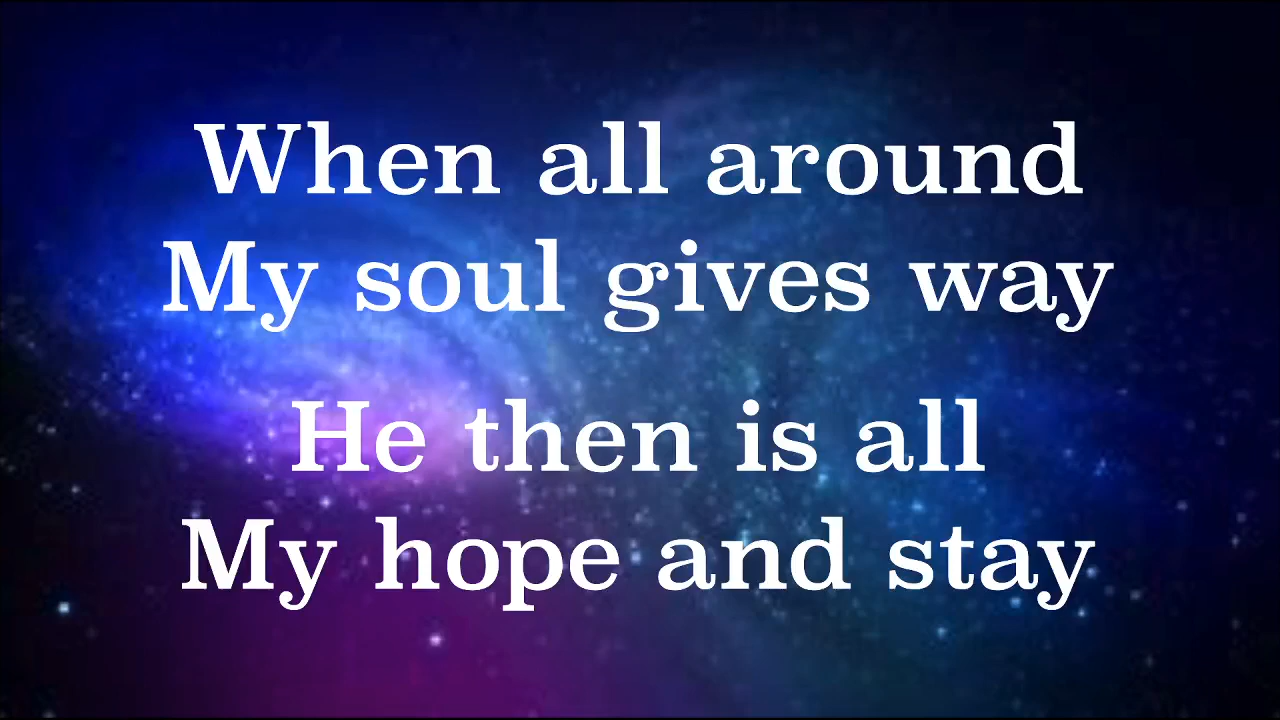 When all around
My soul gives way
He then is all
My hope and stay